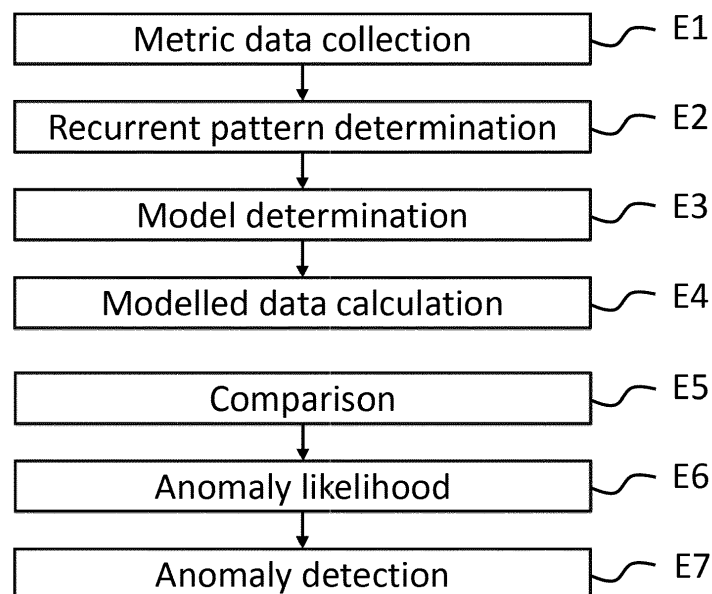 Metric data collection E1
Recurrent pattern determination E2
Model determination E3
Modelled data calculation E4
Comparison E5
Anomaly likelihood E6
Anomaly detection E7